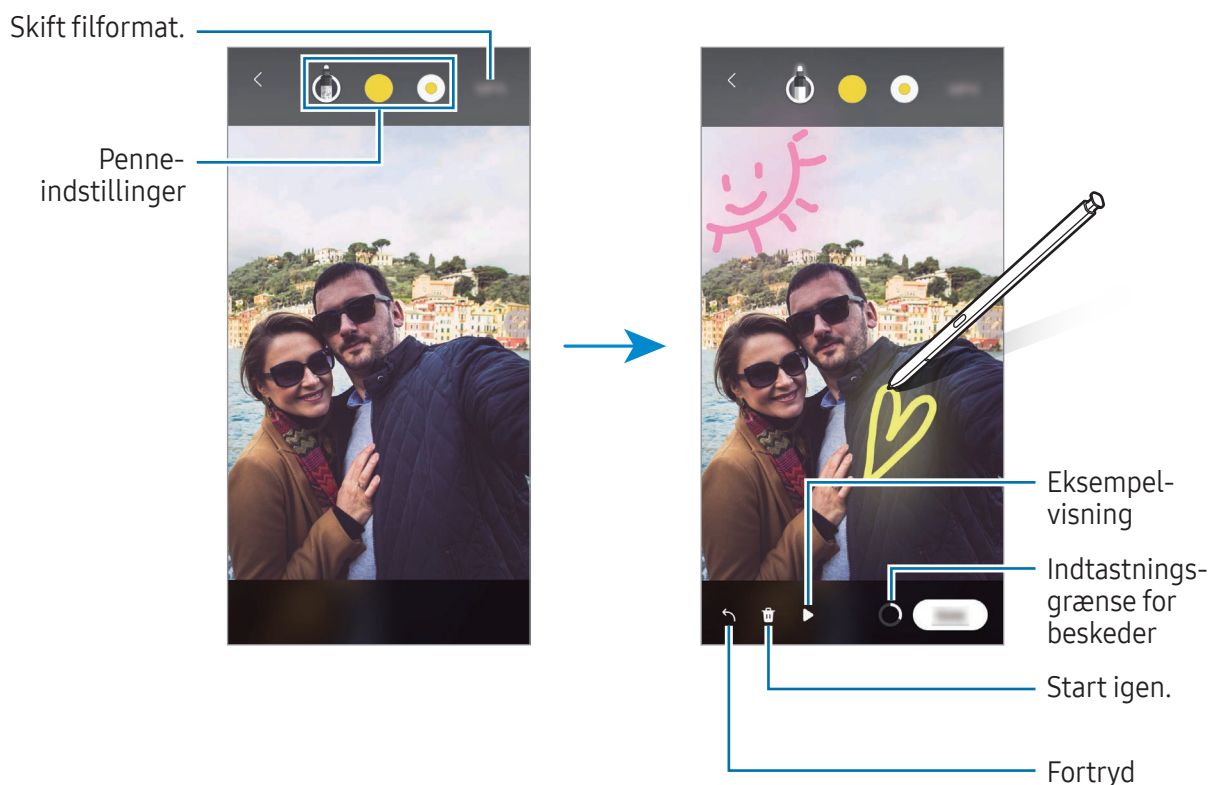 Skift filformat.
Penne-
indstillinger
Eksempel-
visning
Indtastnings-
grænse for
beskeder
Start igen.
Fortryd